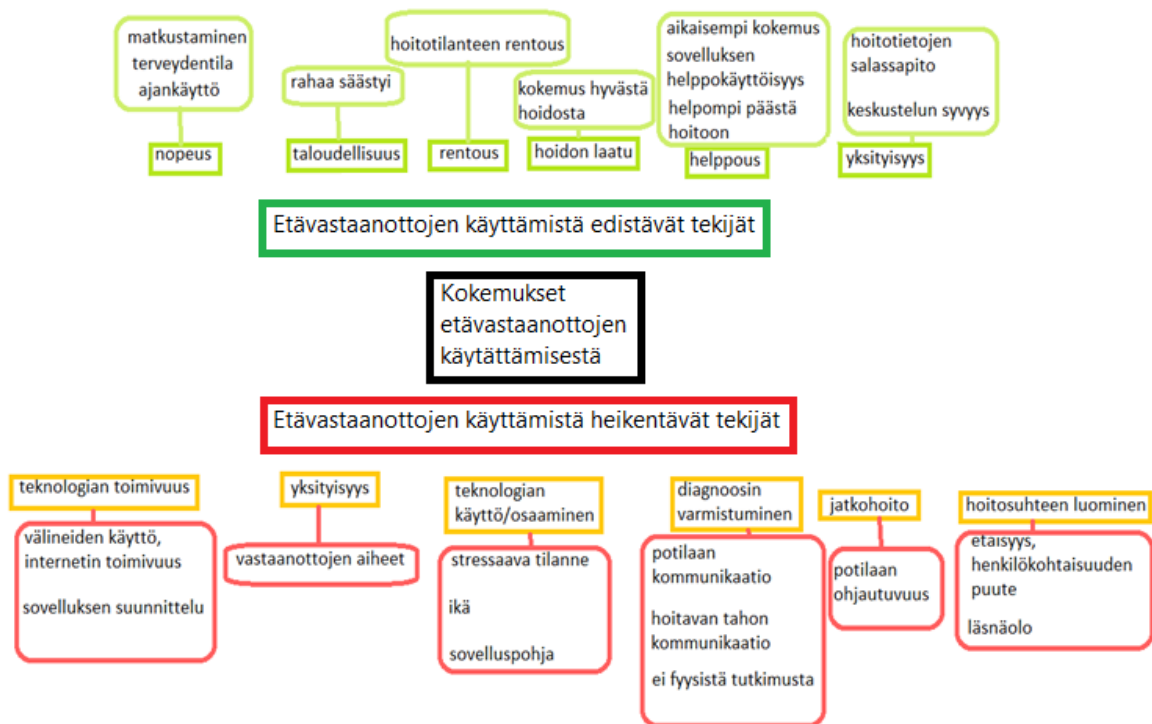 matkustaminen
terveydentila
ajankäyttö
nopeus
rahaa säästyi
taloudellisuus
hoitotilanteen rentous
rentous
kokemus hyvästä
hoidosta
hoidon laatu
aikaisempi kokemus
sovelluksen
helppokäyttöisyys
helpompi päästä
hoitoon
helppous
hoitotietojen
salassapito
keskustelun syvyys
yksityisyys
Etävastaanottojen käyttämistä edistävät tekijät
Kokemukset
etävastaanottojen
käytättämisestä
Etävastaanottojen käyttämistä heikentävät tekijät
teknologian toimivuus
välineiden käyttö,
internetin toimivuus
sovelluksen suunnittelu
yksityisyys
vastaanottojen aiheet
teknologian
käyttö/osaaminen
stressaava tilanne
ikä
sovelluspohja
diagnoosin
varmistuminen
potilaan
kommunikaatio
hoitavan tahon
kommunikaatio
ei fyysistä tutkimusta
jatkohoito
potilaan
ohjautuvuus
hoitosuhteen luominen
etäisyys,
henkilökohtaisuuden
puute
läsnäolo